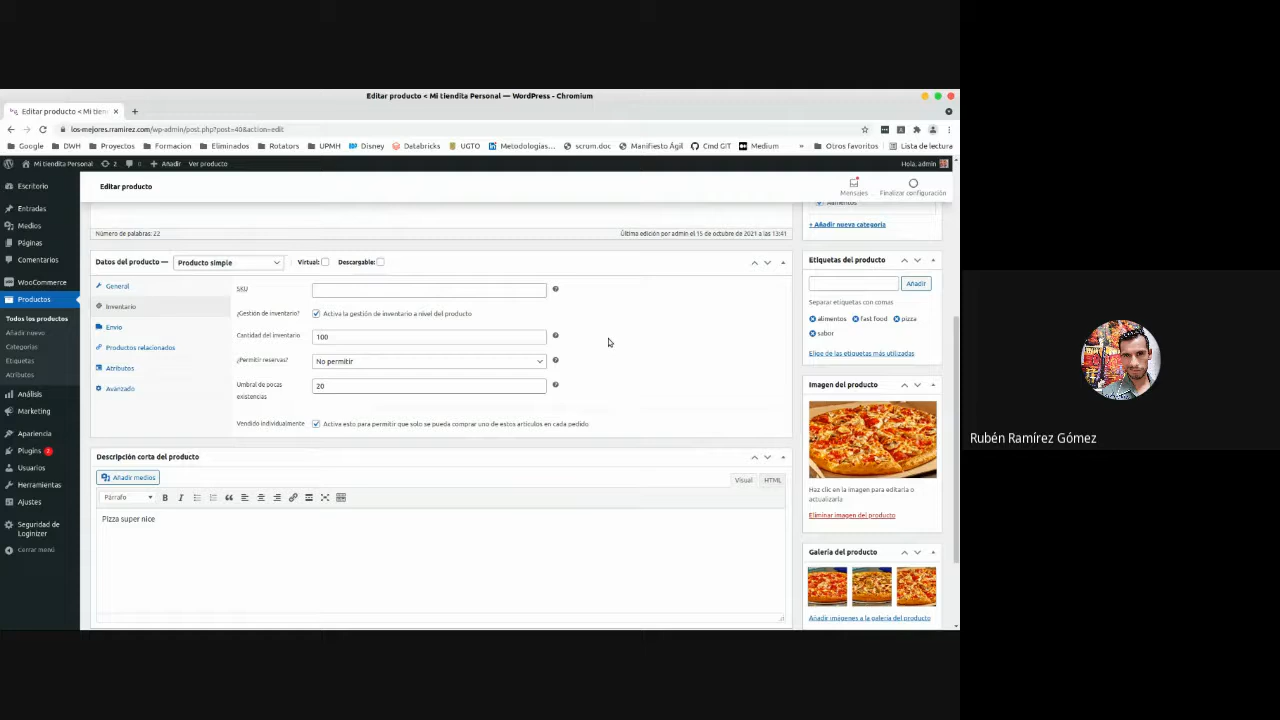 Editar producto < Mi tiendita Personal — WordPress - Chromium
Editar producto < Mi tien
los-mejores.rramirez.com/wp-admin/post.php?post=40&action=edit
Google DWH Proyectos Formacion Eliminados Rotators UPMH Disney Databricks UGTO Metodologías... scrum.doc Manifiesto Ágil Cmd GIT Medium » Otros favoritos Lista de lectura
Mi tiendita Personal 2 0 Añadir Ver producto Hola, admin
Escritorio
Entradas
Medios
Páginas
Comentarios
WooCommerce
Productos
Todos los productos
Añadir nuevo
Categorías
Etiquetas
Atributos
Análisis
Marketing
Apariencia
Plugins 2
Usuarios
Herramientas
Ajustes
Seguridad de
Loginizer
Cerrar menú
Editar producto
Mensajes
Finalizar configuración
Número de palabras: 22
Última edición por admin el 15 de octubre de 2021 a las 13:41
Datos del producto — Producto simple Virtual: Descargable:
General
Inventario
Envío
Productos relacionados
Atributos
Avanzado
SKU
¿Gestión de inventario? Activa la gestión de inventario a nivel del producto
Cantidad del inventario 100
¿Permitir reservas? No permitir
Umbral de pocas
existencias
20
Vendido individualmente Activa esto para permitir que solo se pueda comprar uno de estos artículos en cada pedido
Descripción corta del producto
Añadir medios
Visual HTML
Párrafo B I
Pizza super nice
Alimentos
+ Añadir nueva categoría
Etiquetas del producto
Añadir
Separar etiquetas con comas
alimentos fast food pizza
sabor
Elige de las etiquetas más utilizadas
Imagen del producto
Haz clic en la imagen para editarla o
actualizarla
Eliminar imagen del producto
Galería del producto
Añadir imágenes a la galería del producto
Rubén Ramírez Gómez